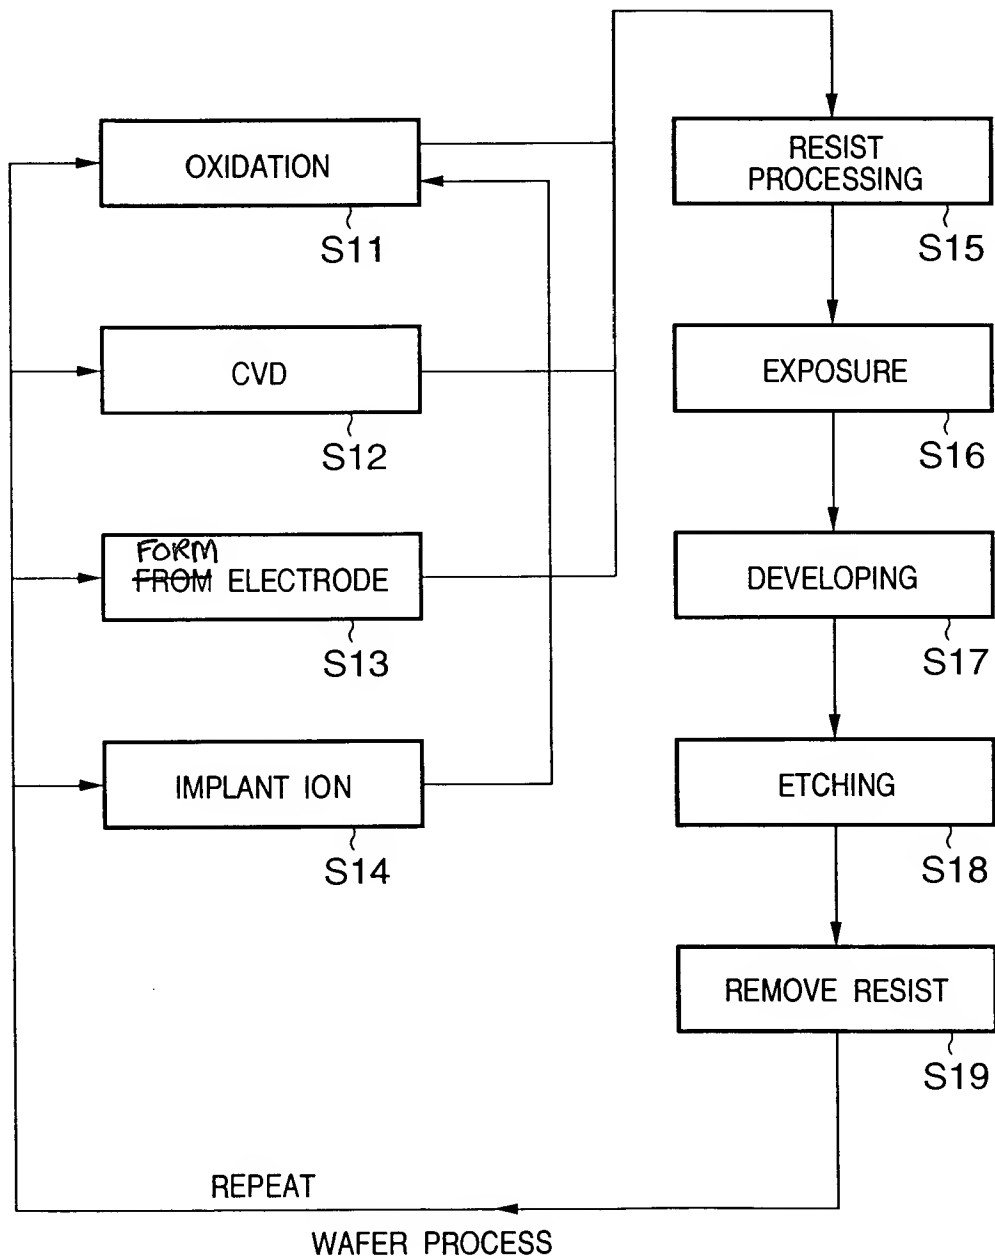 OXIDATION
S11
CVD
S12
FORM
FROM ELECTRODE
S13
IMPLANT ION
S14
RESIST
PROCESSING
S15
EXPOSURE
S16
DEVELOPING
S17
ETCHING
S18
REMOVE RESIST
S19
REPEAT
WAFER PROCESS